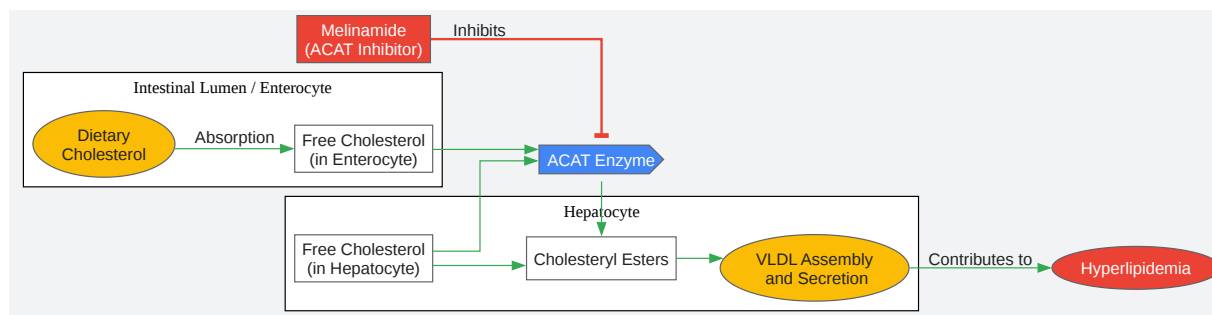 Melinamide
(ACAT Inhibitor)
Inhibits
Intestinal Lumen / Enterocyte
Dietary
Cholesterol
Absorption
Free Cholesterol
(in Enterocyte)
ACAT Enzyme
Hepatocyte
Free Cholesterol
(in Hepatocyte)
Cholesteryl Esters
VLDL Assembly
and Secretion
Contributes to
Hyperlipidemia